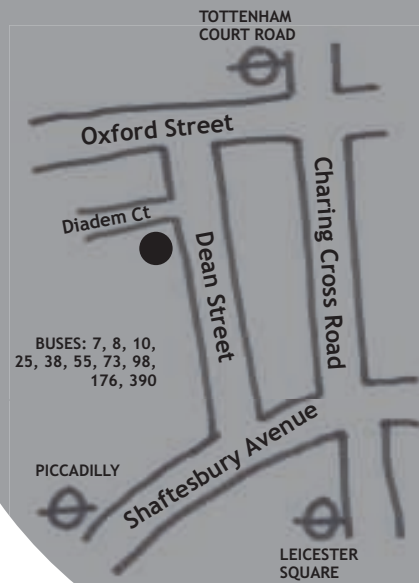 TOTTENHAM
COURT ROAD
Oxford Street
Diadem Ct
Dean Street
Charing Cross Road
BUSES: 7, 8, 10,
25, 38, 55, 73, 98,
176, 390
Shaftesbury Avenue
PICCADILLY
LEICESTER
SQUARE